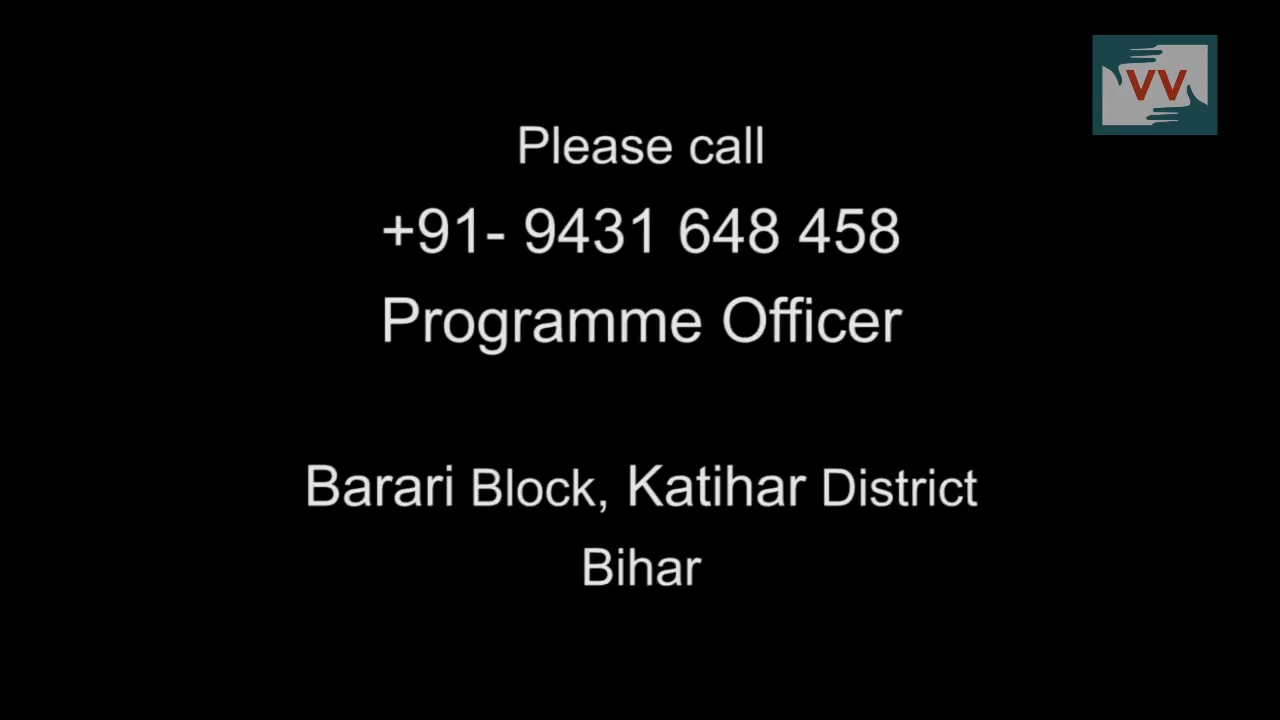 VV
Please call
+91- 9431 648 458
Programme Officer
Barari Block, Katihar District
Bihar